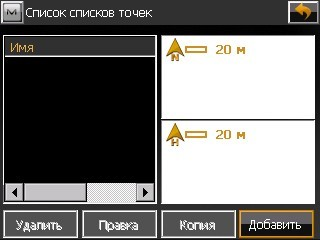 M Список списков точек
Имя
N 20 м
H 20 м
Удалить Правка Копия Добавить